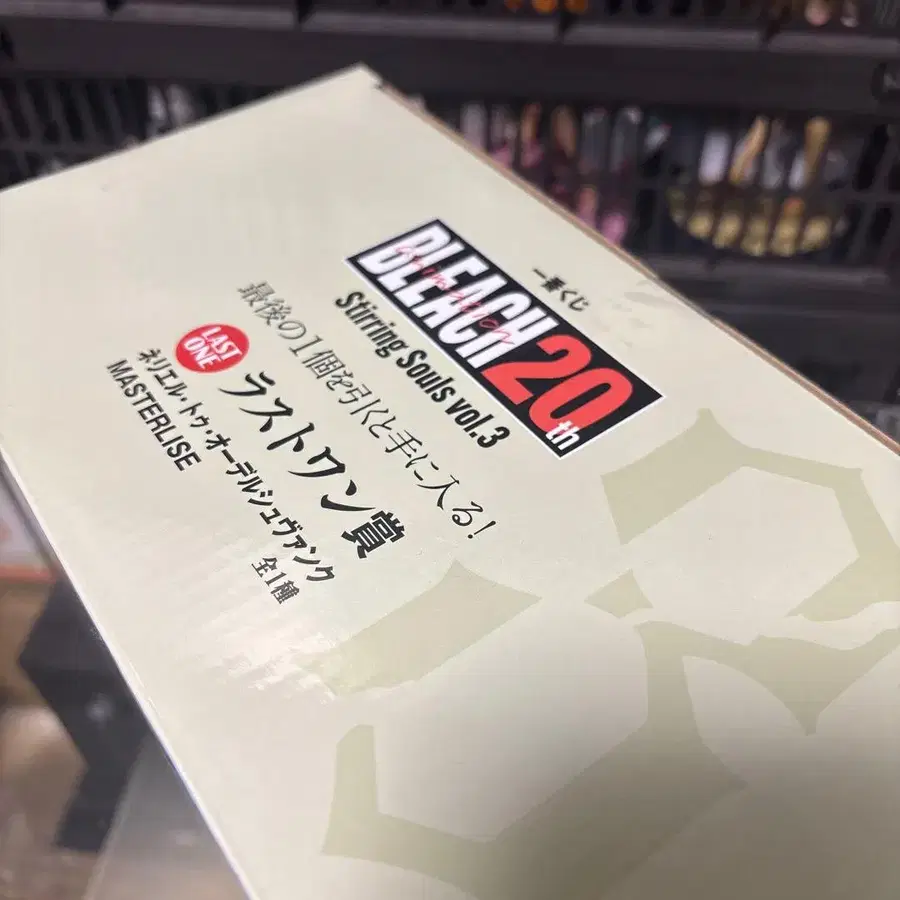 一番くじ
BLEACH 20th
animation
Stirring Souls vol.3
最後の1個を引くと手に入る!
LAST ONE ラストワン賞
ネリエル・トゥ・オーデルシュヴァンク
MASTERLISE 全1種